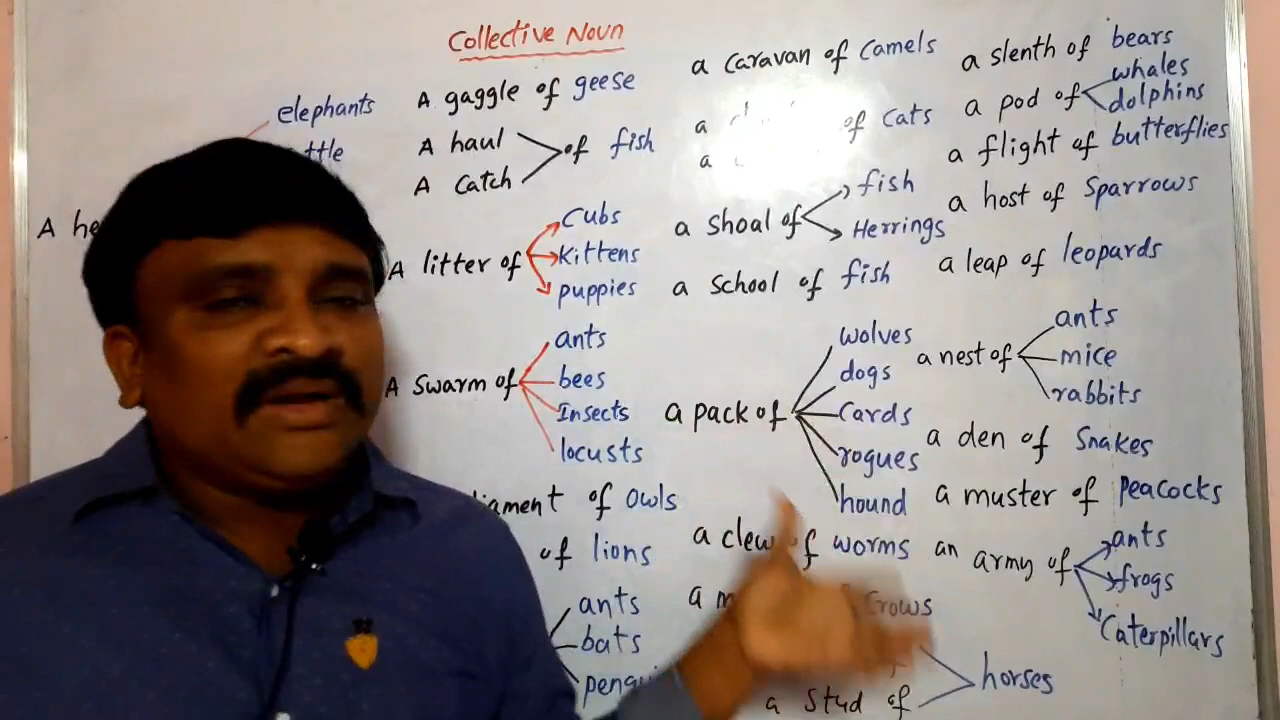 Collective Noun
elephants
A he
A gaggle of geese
A haul
A catch
of fish
A litter of
Cubs
Kittens
puppies
A swarm of
ants
bees
Insects
locusts
iament of owls
of lions
ants
bats
a caravan of Camels
a of cats
a
a shoal of
fish
Herrings
a school of fish
a pack of
wolves
dogs
Cards
rogues
hound
a clew of worms
a m crows
a stud of
horses
a slenth of bears
a pod of
whales
dolphins
a flight of butterflies
a host of Sparrows
a leap of leopards
a nest of
ants
mice
rabbits
a den of Snakes
a muster of Peacocks
an army of
ants
frogs
Caterpillars